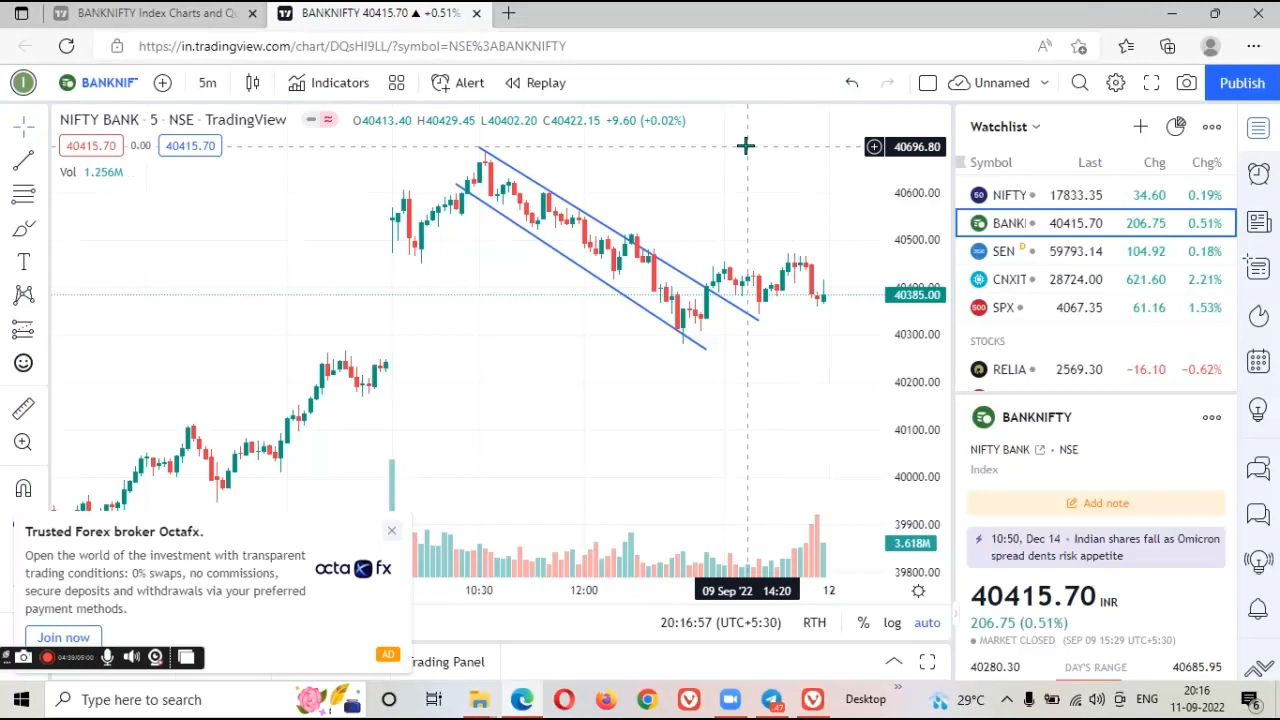 BANKNIFTY Index Charts and Qu
BANKNIFTY 40415.70 ▲ +0.51%
https://in.tradingview.com/chart/DQsHI9LL/?symbol=NSE%3ABANKNIFTY
BANKNIF
5m
Indicators
Alert
Replay
Unnamed
Publish
NIFTY BANK · 5 · NSE · TradingView
O40413.40 H40429.45 L40402.20 C40422.15 +9.60 (+0.02%)
40415.70 0.00 40415.70
Vol 1.256M
40696.80
40600.00
40500.00
40385.00
40300.00
40200.00
40100.00
40000.00
39900.00
3.618M
39800.00
10:30 12:00 09 Sep '22 14:20 12
20:16:57 (UTC+5:30) RTH % log auto
Trusted Forex broker Octafx.
Open the world of the investment with transparent
trading conditions: 0% swaps, no commissions,
secure deposits and withdrawals via your preferred
payment methods.
octa fx
Join now
AD
rading Panel
Watchlist
Symbol Last Chg Chg%
50 NIFTY 17833.35 34.60 0.19%
BANKI 40415.70 206.75 0.51%
SEN D 59793.14 104.92 0.18%
CNXIT 28724.00 621.60 2.21%
500 SPX 4067.35 61.16 1.53%
STOCKS
RELIA 2569.30 −16.10 −0.62%
BANKNIFTY
NIFTY BANK · NSE
Index
Add note
10:50, Dec 14 · Indian shares fall as Omicron
spread dents risk appetite
40415.70 INR
206.75 (0.51%)
MARKET CLOSED (SEP 09 15:29 UTC+5:30)
40280.30 DAY'S RANGE 40685.95
Type here to search
47
Desktop
29°C
ENG
20:16
11-09-2022
6